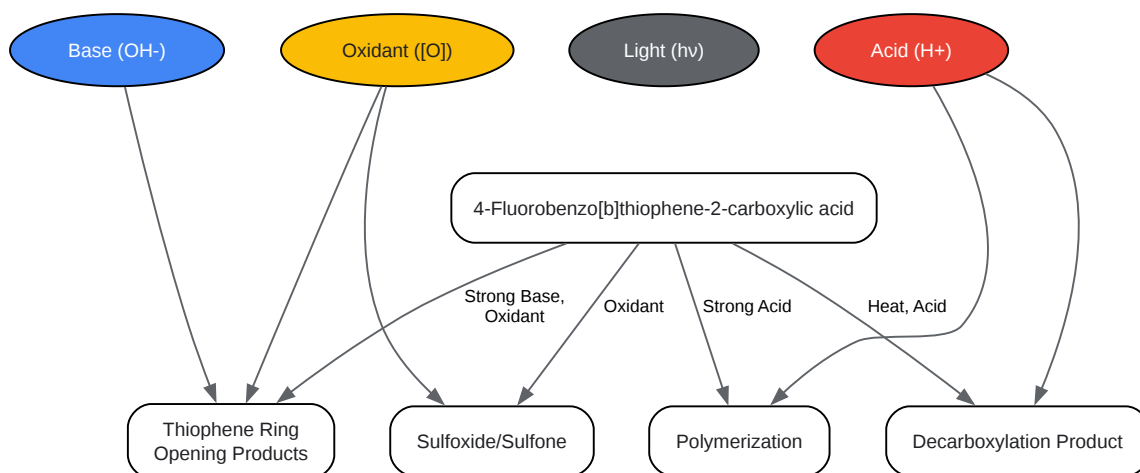 Base (OH-)
Oxidant ([O])
Light (hν)
Acid (H+)
4-Fluorobenzo[b]thiophene-2-carboxylic acid
Strong Base,
Oxidant
Oxidant
Strong Acid
Heat, Acid
Thiophene Ring
Opening Products
Sulfoxide/Sulfone
Polymerization
Decarboxylation Product